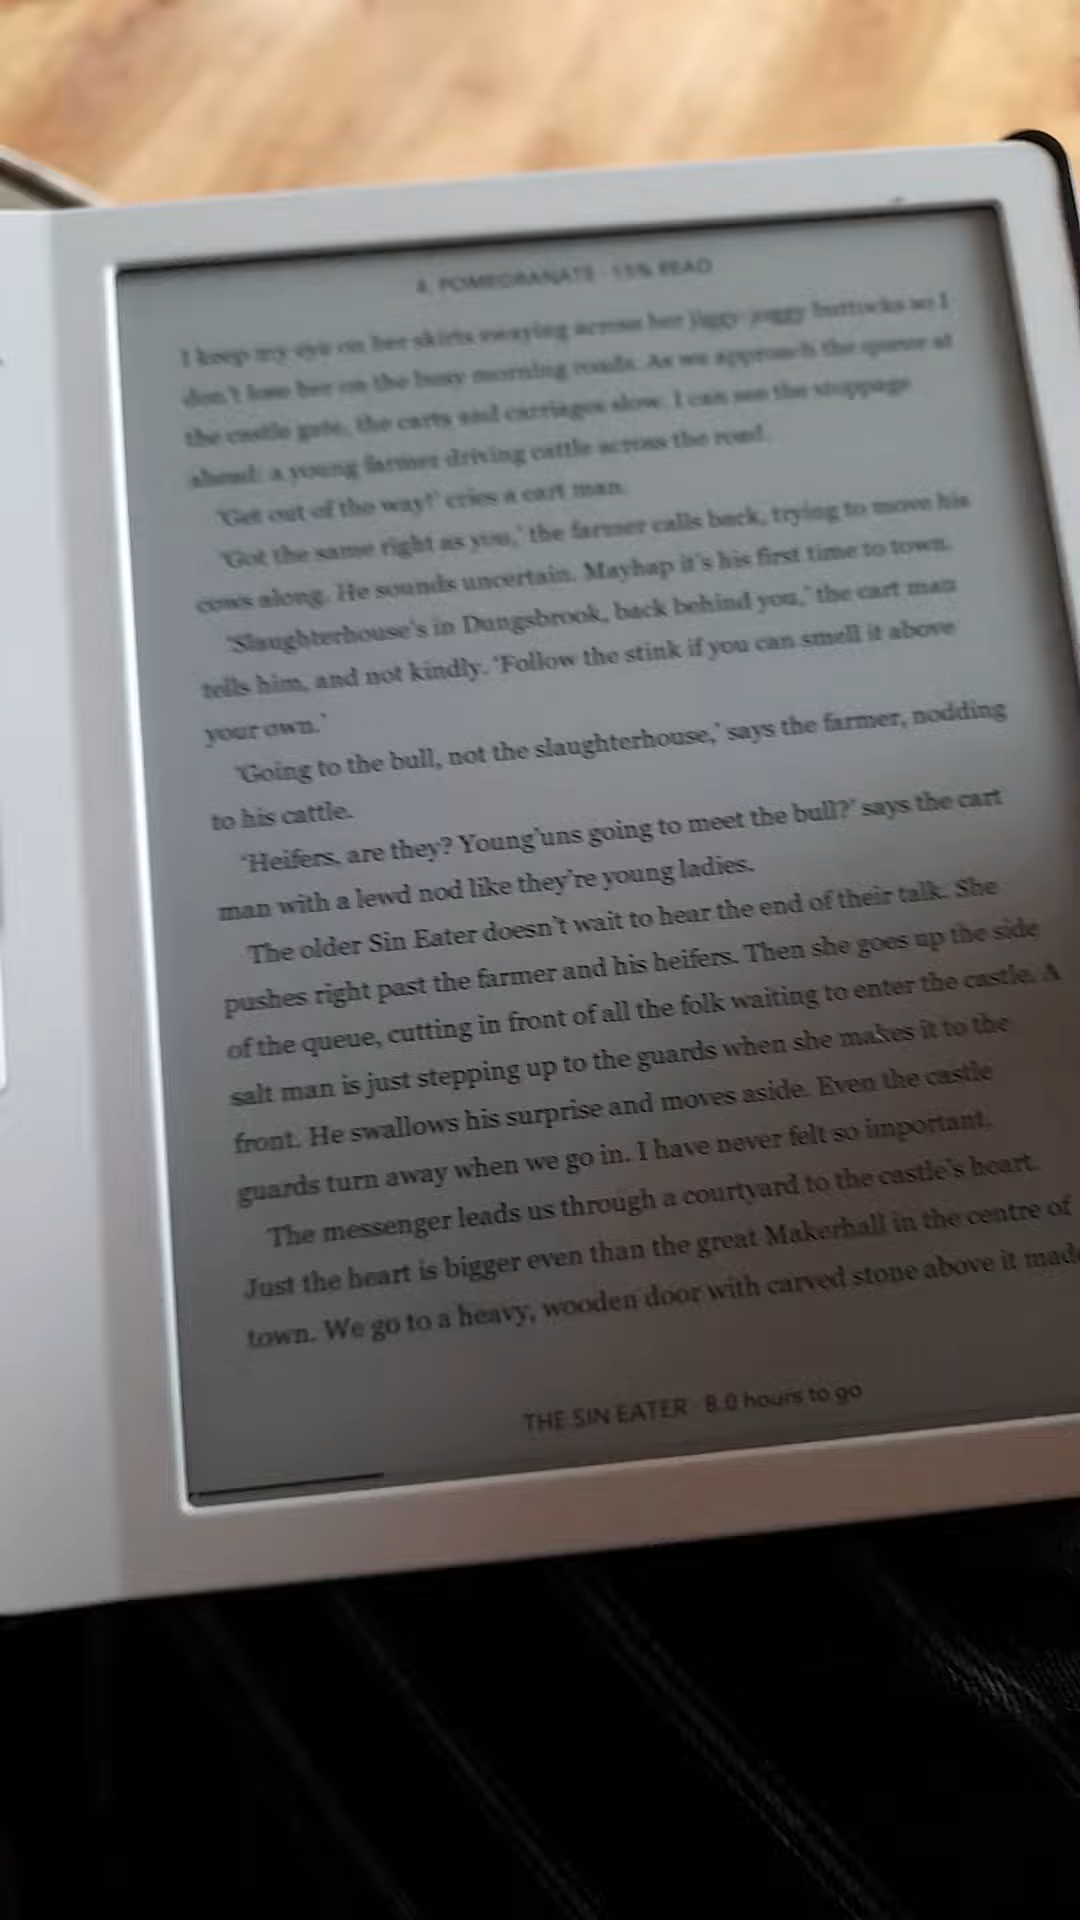 4. POMEGRANATE · 15% READ
I keep my eye on her skirts swaying across her jiggy-joggy buttocks so I
don't lose her on the busy morning roads. As we approach the queue at
the castle gate, the carts and carriages slow. I can see the stoppage
ahead: a young farmer driving cattle across the road.
'Get out of the way!' cries a cart man.
'Got the same right as you,' the farmer calls back, trying to move his
cows along. He sounds uncertain. Mayhap it's his first time to town.
'Slaughterhouse's in Dungsbrook, back behind you,' the cart man
tells him, and not kindly. 'Follow the stink if you can smell it above
your own.'
'Going to the bull, not the slaughterhouse,' says the farmer, nodding
to his cattle.
'Heifers, are they? Young'uns going to meet the bull?' says the cart
man with a lewd nod like they're young ladies.
The older Sin Eater doesn't wait to hear the end of their talk. She
pushes right past the farmer and his heifers. Then she goes up the side
of the queue, cutting in front of all the folk waiting to enter the castle. A
salt man is just stepping up to the guards when she makes it to the
front. He swallows his surprise and moves aside. Even the castle
guards turn away when we go in. I have never felt so important.
The messenger leads us through a courtyard to the castle's heart.
Just the heart is bigger even than the great Makerhall in the centre of
town. We go to a heavy, wooden door with carved stone above it made
THE SIN EATER · 8.0 hours to go